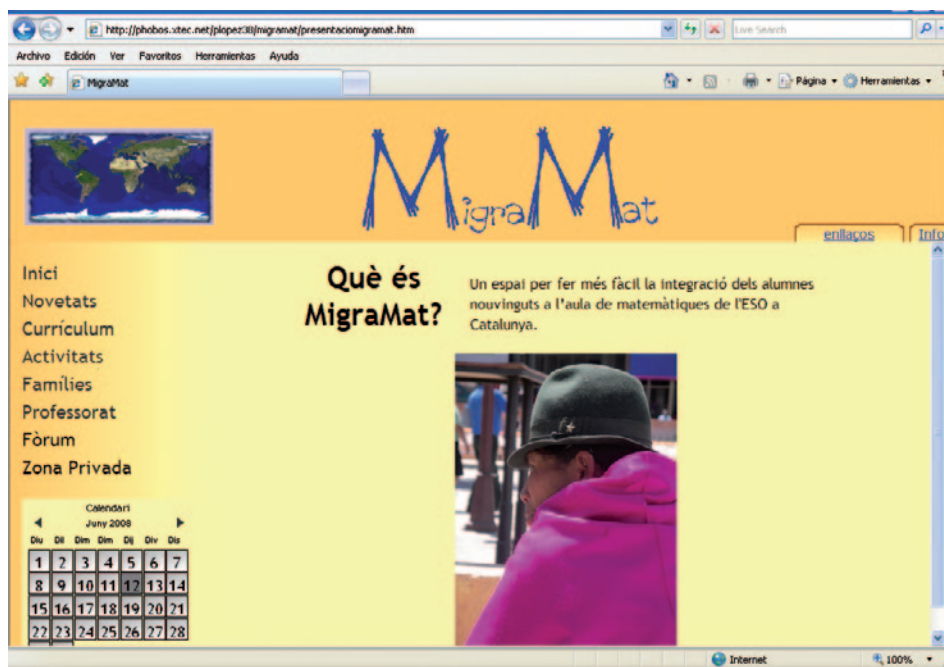 http://phobos.xtec.net/plopez30/migramat/presentaciomigramat.htm
Live Search
Archivo Edición Ver Favoritos Herramientas Ayuda
MigraMat
Página
Herramientas
MigraMat
enllaços
Info
Inici
Novetats
Currículum
Activitats
Famílies
Professorat
Fòrum
Zona Privada
Què és
MigraMat?
Un espai per fer més fàcil la integració dels alumnes
nouvinguts a l'aula de matemàtiques de l'ESO a
Catalunya.
Calendari
Juny 2008
Diu Dll Dim Dim Dij Div Dis
1 2 3 4 5 6 7
8 9 10 11 12 13 14
15 16 17 18 19 20 21
22 23 24 25 26 27 28
Internet
100%